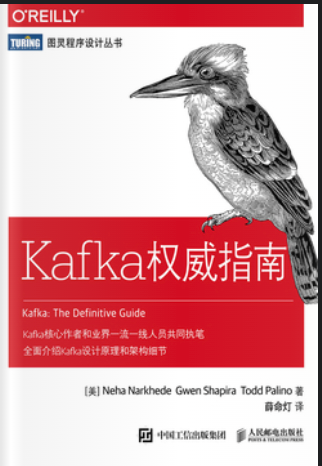 O'REILLY®
TURING 图灵程序设计丛书
Kafka权威指南
Kafka: The Definitive Guide
Kafka核心作者和业界一流一线人员共同执笔
全面介绍Kafka设计原理和架构细节
[美] Neha Narkhede Gwen Shapira Todd Palino 著
薛命灯 译
中国工信出版集团 人民邮电出版社
POSTS & TELECOM PRESS